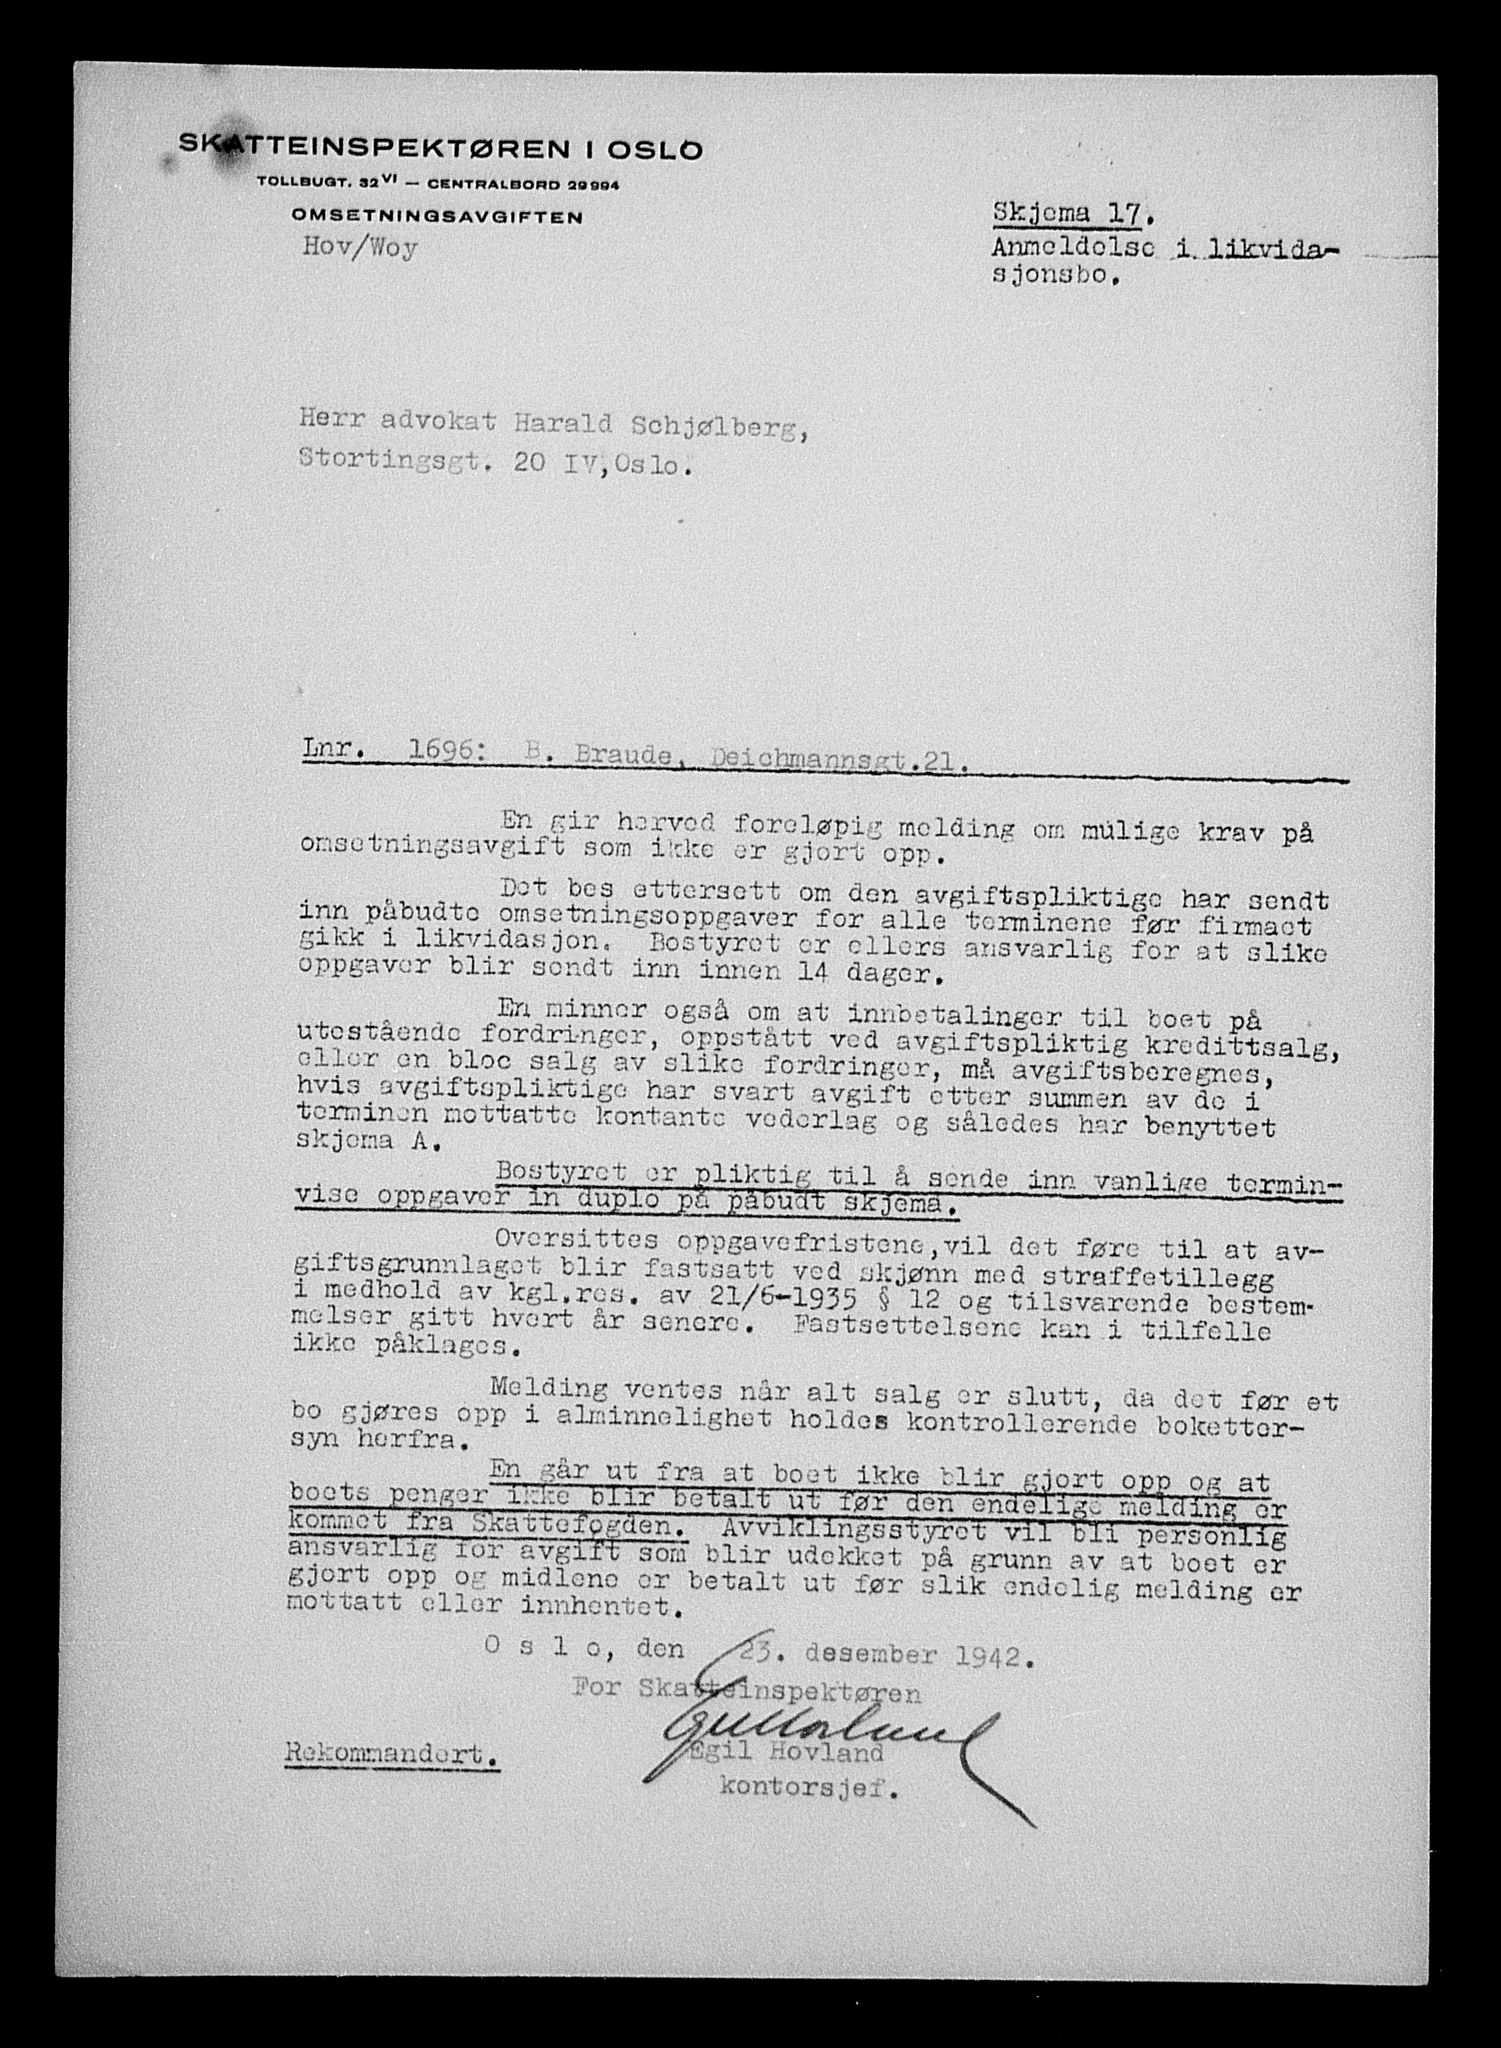 SKATTEINSPEKTØREN I OSLO
TOLLBUGT. 32 VI — CENTRALBORD 29994
OMSETNINGSAVGIFTEN
Hov/Woy
Skjema 17.
Anmeldelse i likvida-
sjonsbo.
Herr advokat Harald Schjølberg,
Stortingsgt. 20 IV, Oslo.
Lnr. 1696: B. Braude, Deichmannsgt.21.
En gir herved foreløpig melding om mulige krav på
omsetningsavgift som ikke er gjort opp.
Det bes ettersett om den avgiftspliktige har sendt
inn påbudte omsetningsoppgaver for alle terminene før firmaet
gikk i likvidasjon. Bostyret er ellers ansvarlig for at slike
oppgaver blir sendt inn innen 14 dager.
En minner også om at innbetalinger til boet på
utestående fordringer, oppstått ved avgiftspliktig kredittsalg,
eller en bloc salg av slike fordringer, må avgiftsberegnes,
hvis avgiftspliktige har svart avgift etter summen av de i
terminen mottatte kontante vederlag og således har benyttet
skjema A.
Bostyret er pliktig til å sende inn vanlige termin-
vise oppgaver in duplo på påbudt skjema.
Oversittes oppgavefristene, vil det føre til at av-
giftsgrunnlaget blir fastsatt ved skjønn med straffetillegg
i medhold av kgl.res. av 21/6-1935 § 12 og tilsvarende bestem-
melser gitt hvert år senere. Fastsettelsene kan i tilfelle
ikke påklages.
Melding ventes når alt salg er slutt, da det før et
bo gjøres opp i alminnelighet holdes kontrollerende boketter-
syn herfra.
En går ut fra at boet ikke blir gjort opp og at
boets penger ikke blir betalt ut før den endelige melding er
kommet fra Skattefogden. Avviklingsstyret vil bli personlig
ansvarlig for avgift som blir udekket på grunn av at boet er
gjort opp og midlene er betalt ut før slik endelig melding er
mottatt eller innhentet.
Oslo, den 23. desember 1942.
For Skatteinspektøren
Egil Hovland
Rekommandert.
kontorsjef.